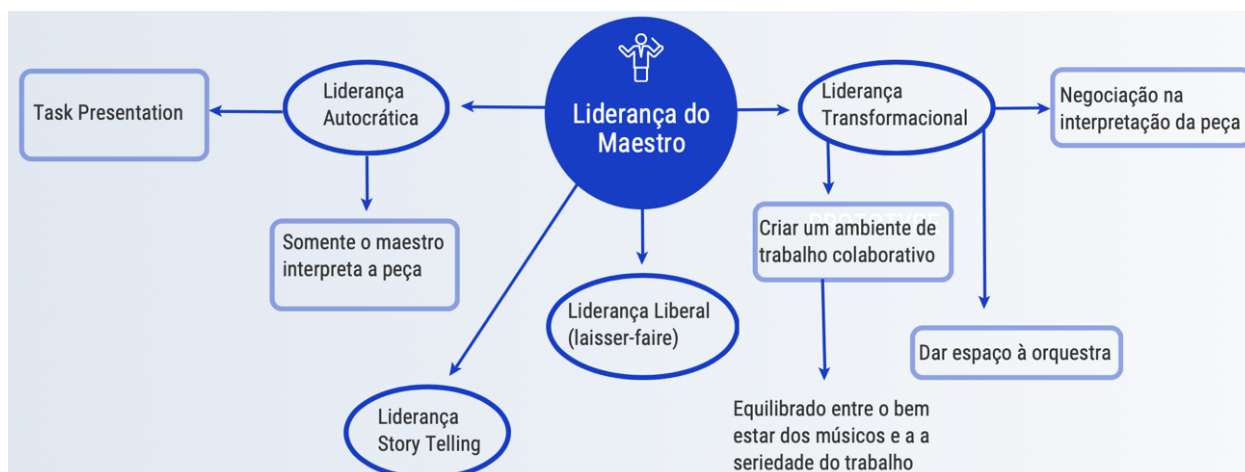 Liderança do
Maestro
Liderança
Autocrática
Task Presentation
Somente o maestro
interpreta a peça
Liderança
Story Telling
Liderança Liberal
(laisser-faire)
Liderança
Transformacional
Negociação na
interpretação da peça
PROTOTYPE
Criar um ambiente de
trabalho colaborativo
Dar espaço à orquestra
Equilibrado entre o bem
estar dos músicos e a a
seriedade do trabalho